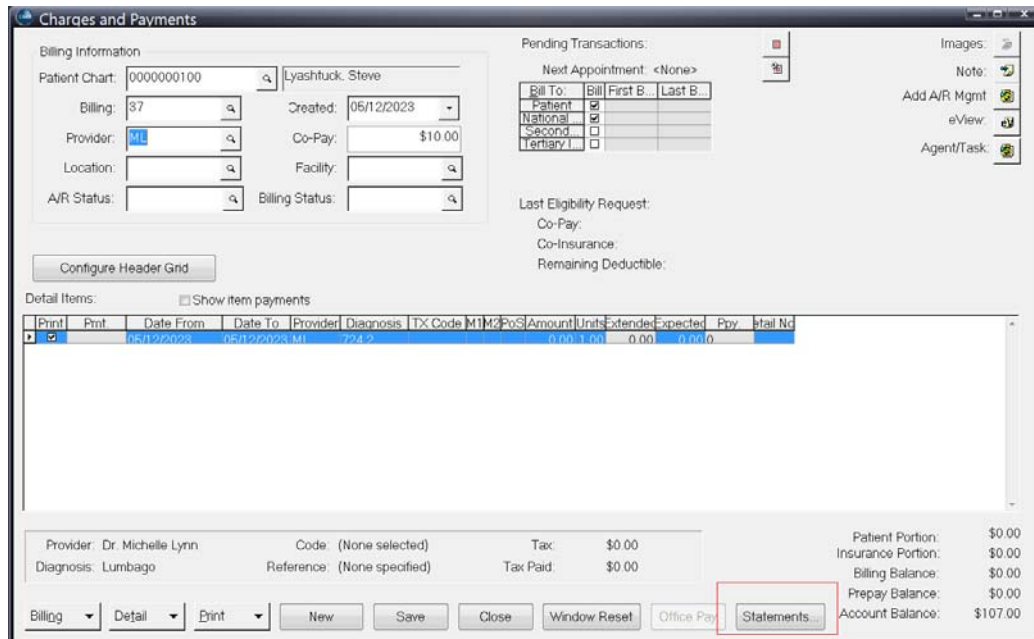 Charges and Payments
Billing Information
Patient Chart: 0000000100 Lyashtuck, Steve
Billing: 37 Created: 05/12/2023
Provider: ML Co-Pay: $10.00
Location: Facility:
A/R Status: Billing Status:
Pending Transactions:
Next Appointment: <None>
Bill To: Bill First B... Last B...
Patient
National ...
Second...
Tertiary I...
Images:
Note:
Add A/R Mgmt
eView:
Agent/Task:
Last Eligibility Request:
Co-Pay:
Co-Insurance:
Remaining Deductible:
Configure Header Grid
Detail Items: Show item payments
Print Prnt. Date From Date To Provider Diagnosis TX Code M1 M2 PoS Amount Units Extended Expected Ppy. etail No
05/12/2023 05/12/2023 ML 724.2 0.00 1.00 0.00 0.00 0
Provider: Dr. Michelle Lynn Code: (None selected) Tax: $0.00
Diagnosis: Lumbago Reference: (None specified) Tax Paid: $0.00
Patient Portion: $0.00
Insurance Portion: $0.00
Billing Balance: $0.00
Prepay Balance: $0.00
Account Balance: $107.00
Billing Detail Print New Save Close Window Reset Office Pay Statements...